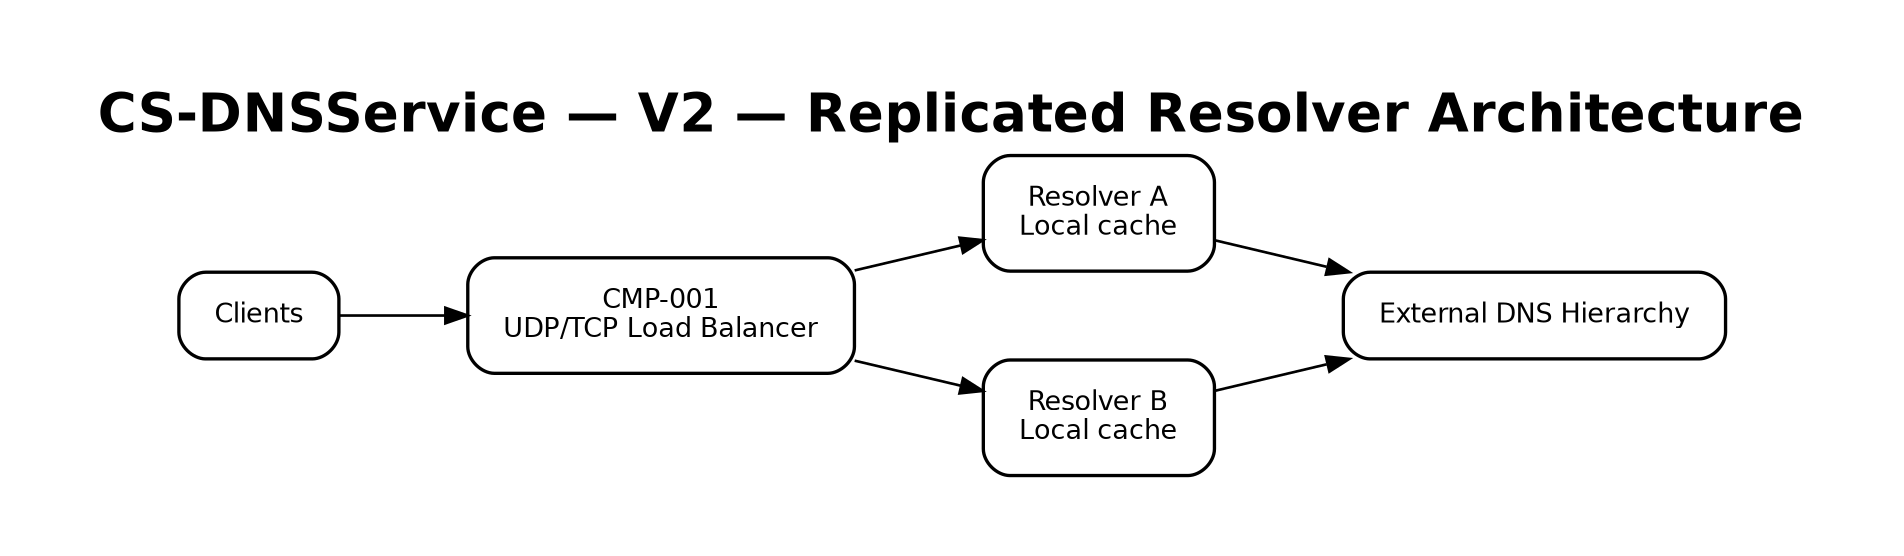 CS-DNSService — V2 — Replicated Resolver Architecture
Clients
CMP-001
UDP/TCP Load Balancer
Resolver A
Local cache
Resolver B
Local cache
External DNS Hierarchy